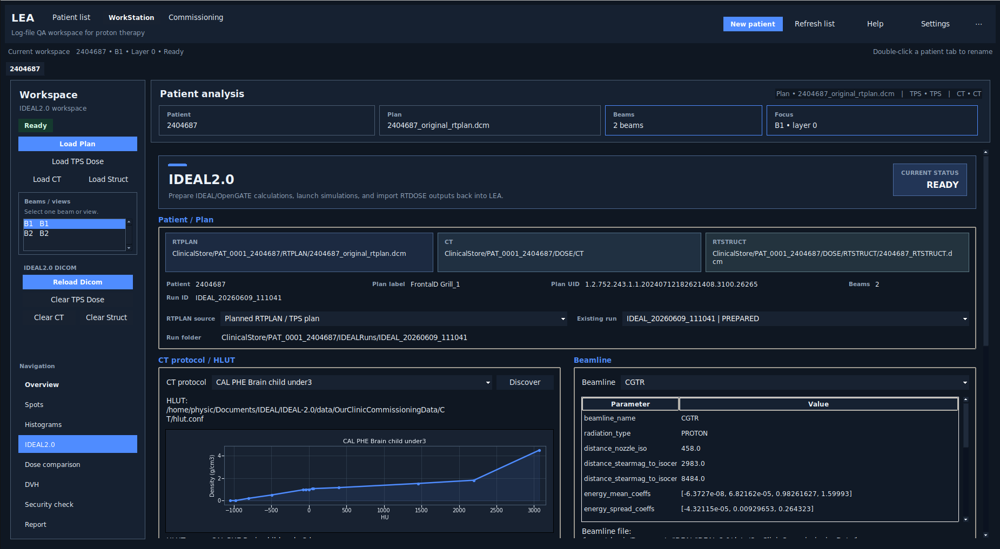 LEA
Patient list
WorkStation
Commissioning
New patient
Refresh list
Help
Settings
...
Log-file QA workspace for proton therapy
Current workspace 2404687 • B1 • Layer 0 • Ready
Double-click a patient tab to rename
2404687
Workspace
IDEAL2.0 workspace
Ready
Load Plan
Load TPS Dose
Load CT
Load Struct
Beams / views
Select one beam or view.
B1 B1
B2 B2
IDEAL2.0 DICOM
Reload Dicom
Clear TPS Dose
Clear CT
Clear Struct
Navigation
Overview
Spots
Histograms
IDEAL2.0
Dose comparison
DVH
Security check
Report
Patient analysis
Plan • 2404687_original_rtplan.dcm | TPS • TPS | CT • CT
Patient
2404687
Plan
2404687_original_rtplan.dcm
Beams
2 beams
Focus
B1 • layer 0
IDEAL2.0
Prepare IDEAL/OpenGATE calculations, launch simulations, and import RTDOSE outputs back into LEA.
CURRENT STATUS
READY
Patient / Plan
RTPLAN
ClinicalStore/PAT_0001_2404687/RTPLAN/2404687_original_rtplan.dcm
CT
ClinicalStore/PAT_0001_2404687/DOSE/CT
RTSTRUCT
ClinicalStore/PAT_0001_2404687/DOSE/RTSTRUCT/2404687_RTSTRUCT.d
cm
Patient 2404687
Plan label FrontalD Grill_1
Plan UID 1.2.752.243.1.1.20240712182621408.3100.26265
Beams 2
Run ID IDEAL_20260609_111041
RTPLAN source Planned RTPLAN / TPS plan
Existing run IDEAL_20260609_111041 | PREPARED
Run folder ClinicalStore/PAT_0001_2404687/IDEALRuns/IDEAL_20260609_111041
CT protocol / HLUT
CT protocol CAL PHE Brain child under3
Discover
HLUT:
/home/physic/Documents/IDEAL/IDEAL-2.0/data/OurClinicCommissioningData/C
T/hlut.conf
CAL PHE Brain child under3
Density (g/cm3)
4
2
0
−1000 −500 0 500 1000 1500 2000 2500 3000
HU
Beamline
Beamline CGTR
Parameter Value
beamline_name CGTR
radiation_type PROTON
distance_nozzle_iso 458.0
distance_stearmag_to_isocer 2983.0
distance_stearmag_to_isocer 8484.0
energy_mean_coeffs [-6.3727e-08, 6.82162e-05, 0.98261627, 1.59993]
energy_spread_coeffs [-4.32115e-05, 0.00929653, 0.264323]
Beamline file: